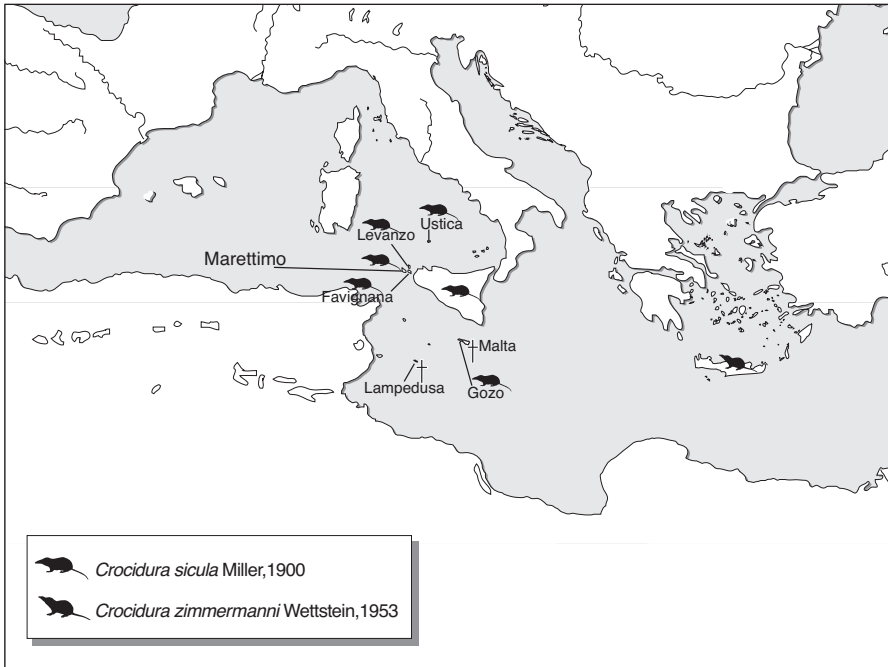 Ustica
Levanzo
Marettimo
Favignana
Malta
Lampedusa
Gozo
Crocidura sicula Miller,1900
Crocidura zimmermanni Wettstein,1953